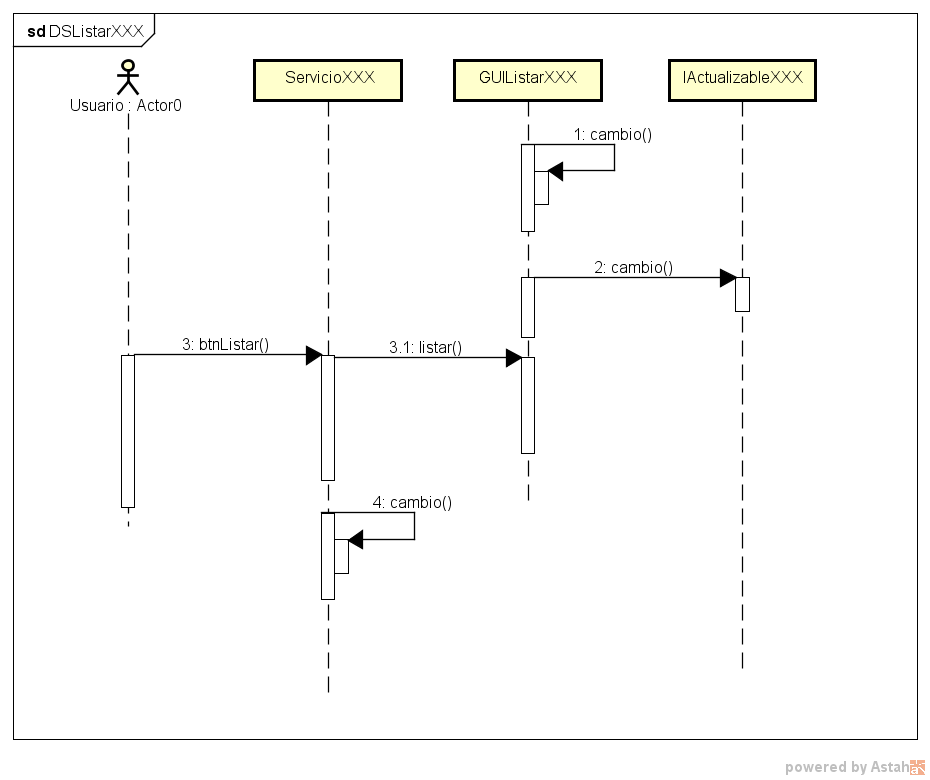 sd DSListarXXX
Usuario : Actor0
ServicioXXX
GUIListarXXX
IActualizableXXX
1: cambio()
2: cambio()
3: btnListar()
3.1: listar()
4: cambio()
powered by Astah